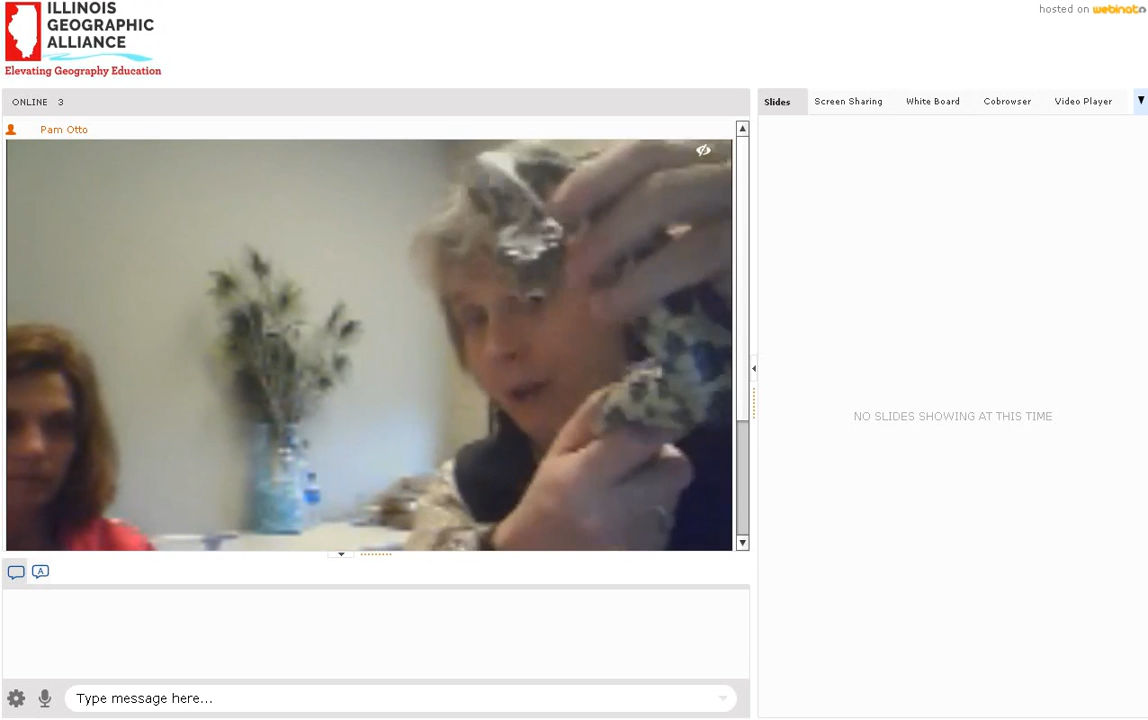 ILLINOIS
GEOGRAPHIC
ALLIANCE
Elevating Geography Education
hosted on webinato
ONLINE 3
Slides Screen Sharing White Board Cobrowser Video Player
Pam Otto
NO SLIDES SHOWING AT THIS TIME
A
Type message here...